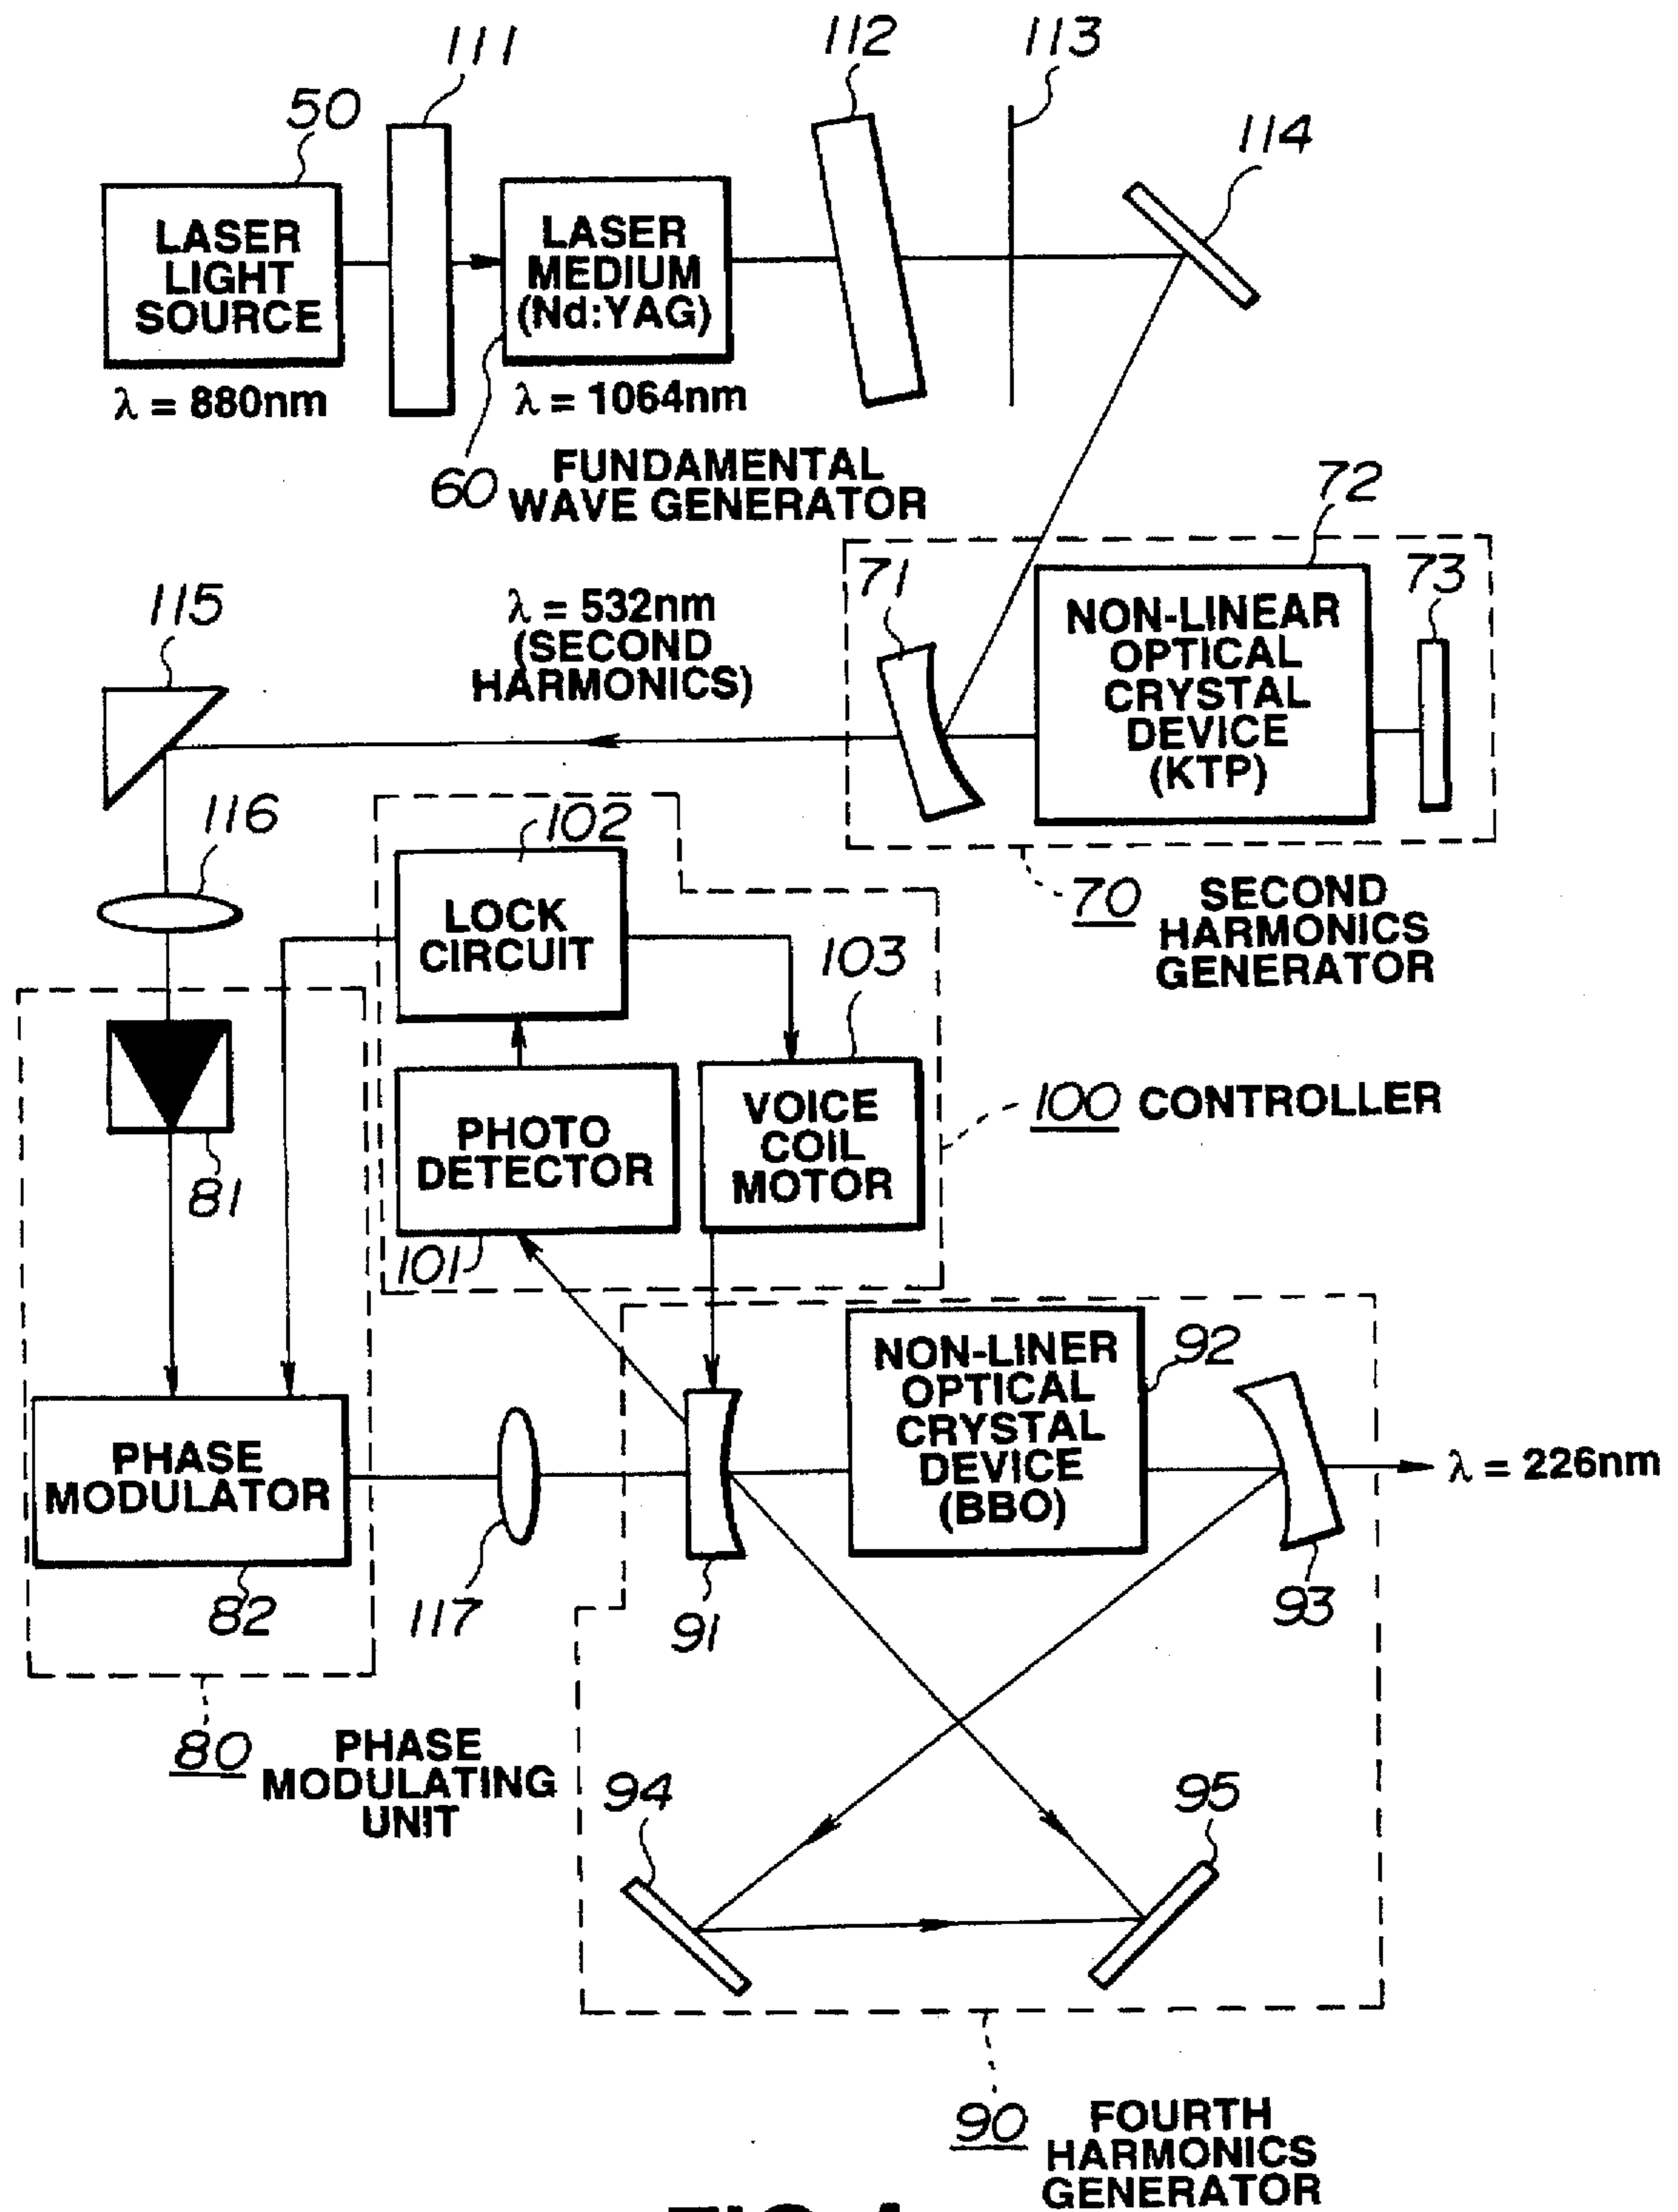 111
112
113
114
50
LASER
LIGHT
SOURCE
λ = 880nm
LASER
MEDIUM
(Nd:YAG)
λ = 1064nm
60
FUNDAMENTAL
WAVE GENERATOR
72
71
73
NON-LINEAR
OPTICAL
CRYSTAL
DEVICE
(KTP)
115
λ = 532nm
(SECOND
HARMONICS)
116
70
SECOND
HARMONICS
GENERATOR
102
LOCK
CIRCUIT
103
PHOTO
DETECTOR
101
VOICE
COIL
MOTOR
100 CONTROLLER
81
PHASE
MODULATOR
82
117
91
NON-LINER
OPTICAL
CRYSTAL
DEVICE
(BBO)
92
93
λ = 226nm
80
PHASE
MODULATING
UNIT
94
95
90
FOURTH
HARMONICS
GENERATOR